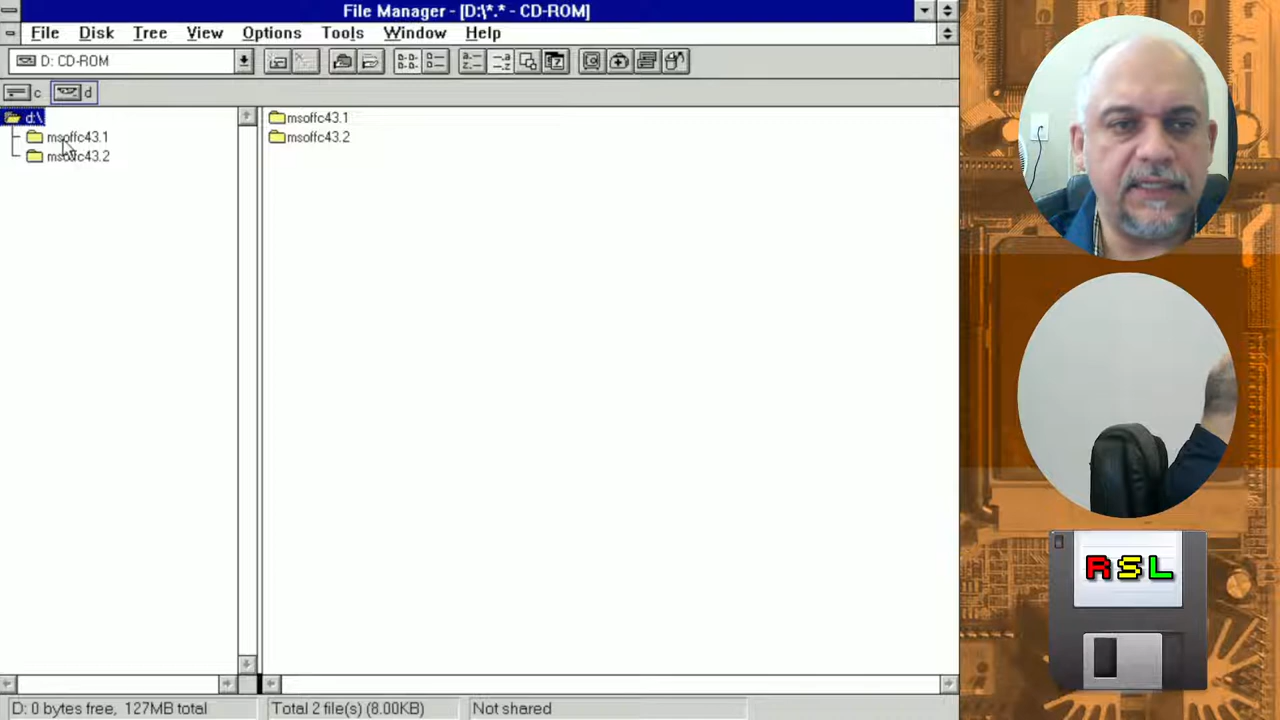 File Manager - [D:\*.* - CD-ROM]
File Disk Tree View Options Tools Window Help
D: CD-ROM
c d
d:\
msoffc43.1
msoffc43.2
msoffc43.1
msoffc43.2
RSL
D: 0 bytes free, 127MB total
Total 2 file(s) (8.00KB)
Not shared